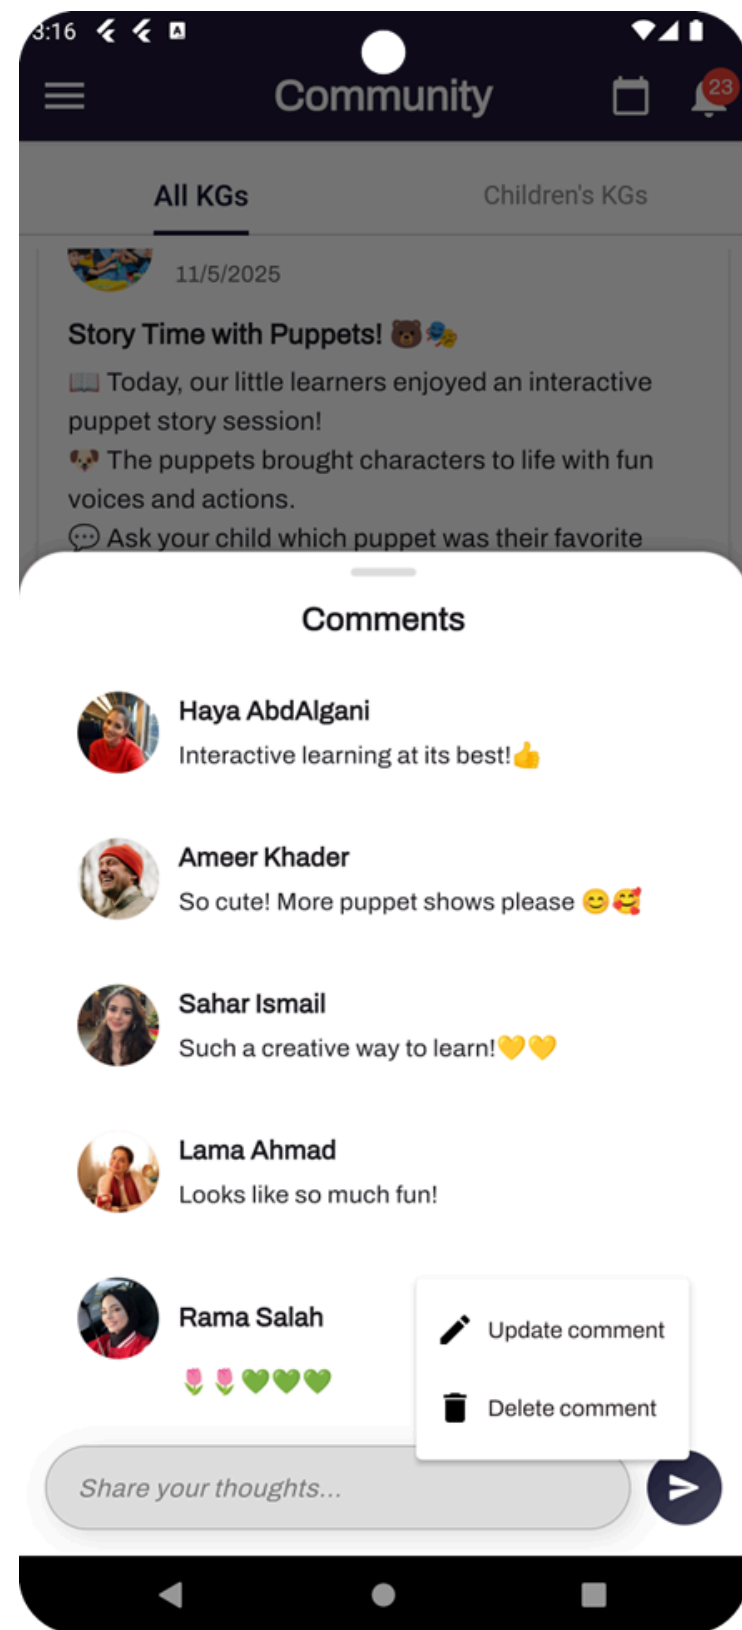 3:16
Community
23
All KGs
Children's KGs
11/5/2025
Story Time with Puppets! 🐻🎭
📖 Today, our little learners enjoyed an interactive
puppet story session!
🐶 The puppets brought characters to life with fun
voices and actions.
💬 Ask your child which puppet was their favorite
Comments
Haya AbdAlgani
Interactive learning at its best!👍
Ameer Khader
So cute! More puppet shows please 😊🥰
Sahar Ismail
Such a creative way to learn!💛💛
Lama Ahmad
Looks like so much fun!
Rama Salah
🌷🌷💚💚💚
Update comment
Delete comment
Share your thoughts...